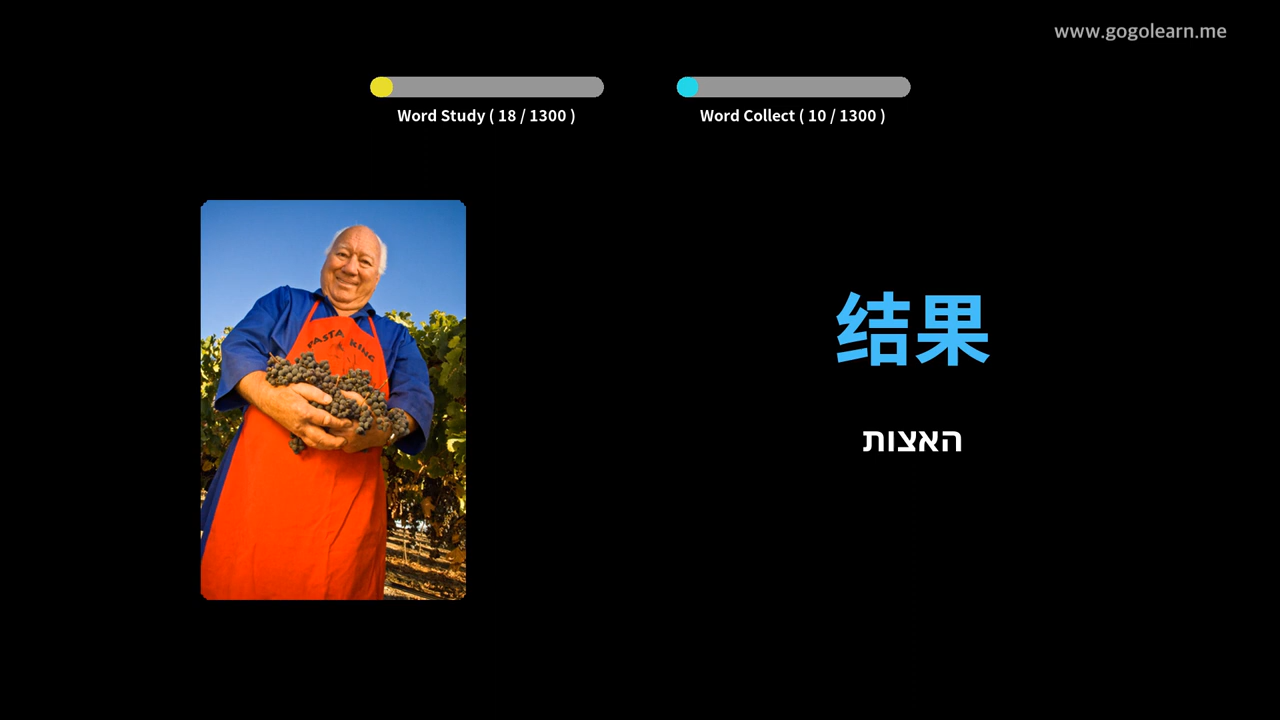 www.gogolearn.me
Word Study ( 18 / 1300 )
Word Collect ( 10 / 1300 )
PASTA KING
结果
האצות